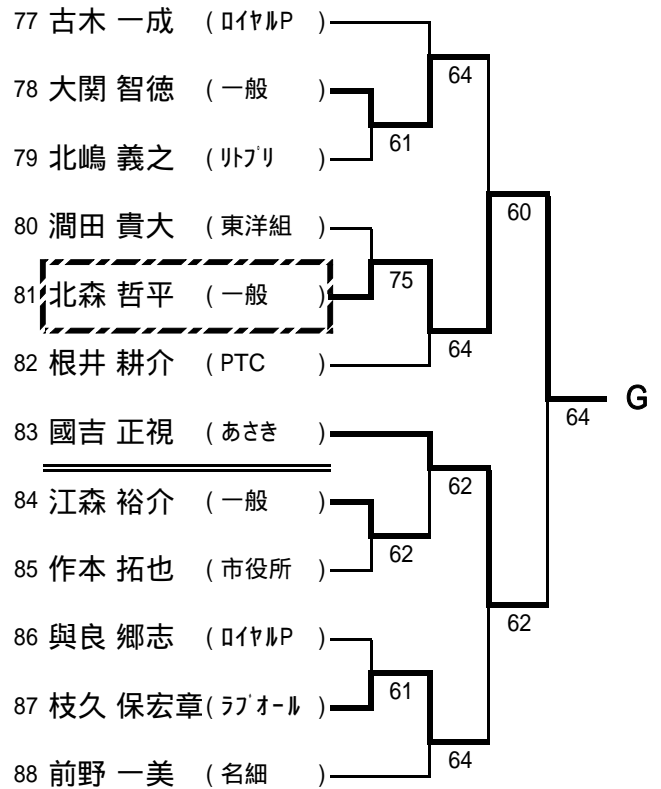 77 古木 一成 ( ﾛｲﾔﾙP )
64
78 大関 智徳 ( 一般 )
61
79 北嶋 義之 ( ﾘﾄﾌﾟﾘ )
80 澗田 貴大 ( 東洋組 )
60
75
81 北森 哲平 ( 一般 )
64
82 根井 耕介 ( PTC )
G
64
83 國吉 正視 ( あさき )
62
84 江森 裕介 ( 一般 )
62
85 作本 拓也 ( 市役所 )
62
86 與良 郷志 ( ﾛｲﾔﾙP )
61
87 枝久 保宏章( ﾗﾌﾞｵｰﾙ )
64
88 前野 一美 ( 名細 )